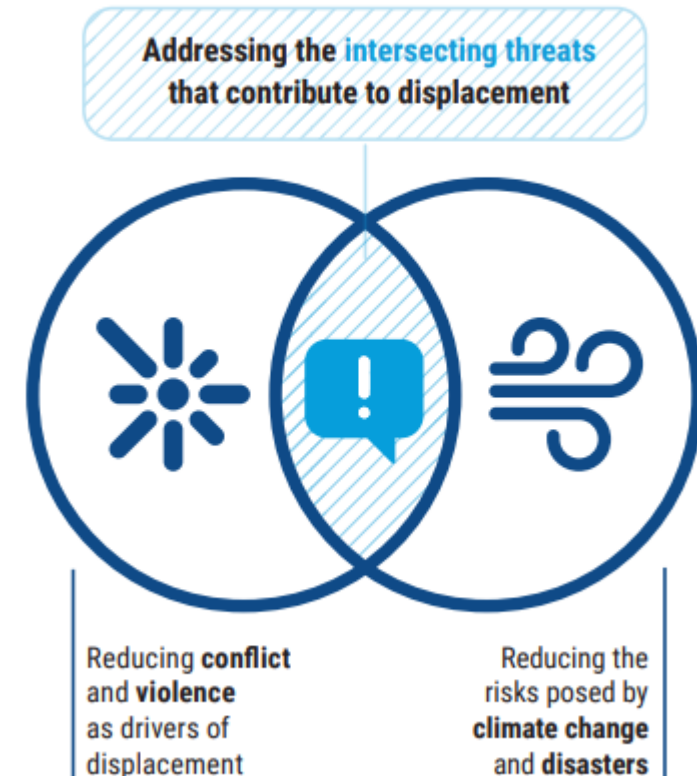 Addressing the intersecting threats
that contribute to displacement
Reducing conflict
and violence
as drivers of
displacement
Reducing the
risks posed by
climate change
and disasters